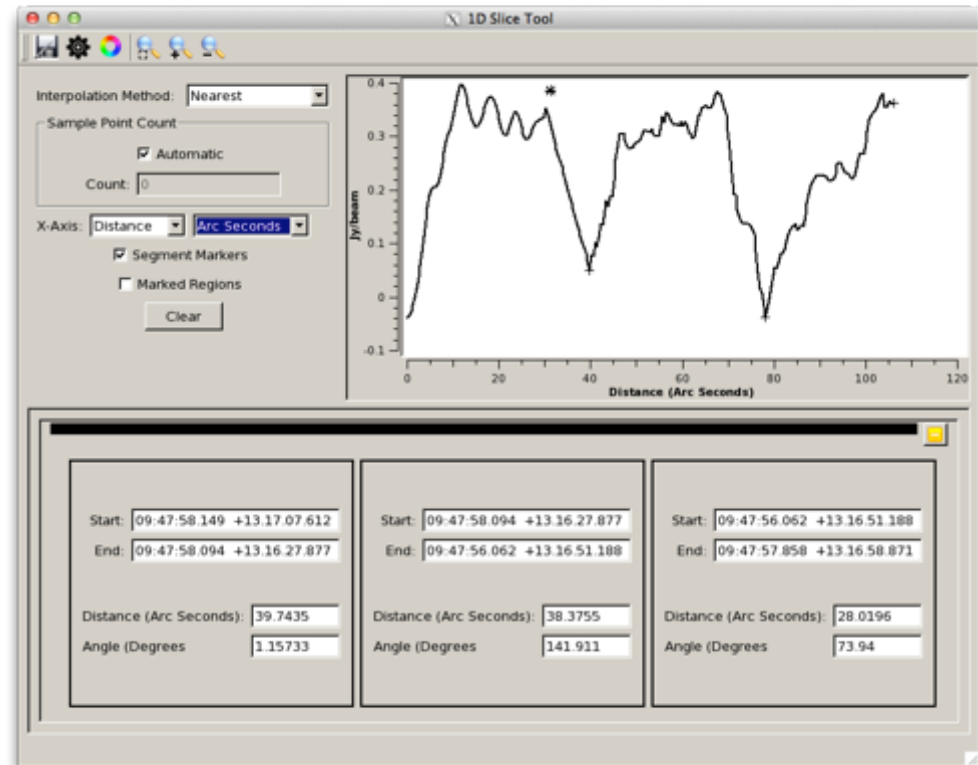 1D Slice Tool
Interpolation Method: Nearest
Sample Point Count
Automatic
Count: 0
X-Axis: Distance Arc Seconds
Segment Markers
Marked Regions
Clear
0.4
0.3
0.2
0.1
0
-0.1
Jy/beam
0 20 40 60 80 100 120
Distance (Arc Seconds)
Start: 09:47:58.149 +13.17.07.612
End: 09:47:58.094 +13.16.27.877
Distance (Arc Seconds): 39.7435
Angle (Degrees 1.15733
Start: 09:47:58.094 +13.16.27.877
End: 09:47:56.062 +13.16.51.188
Distance (Arc Seconds): 38.3755
Angle (Degrees 141.911
Start: 09:47:56.062 +13.16.51.188
End: 09:47:57.858 +13.16.58.871
Distance (Arc Seconds): 28.0196
Angle (Degrees 73.94